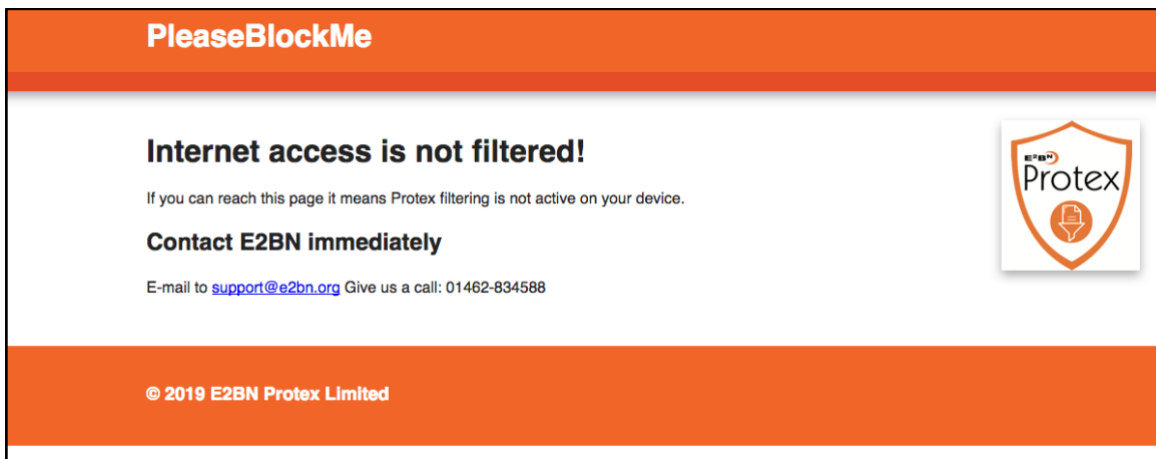 PleaseBlockMe
Internet access is not filtered!
If you can reach this page it means Protex filtering is not active on your device.
Contact E2BN immediately
E-mail to support@e2bn.org Give us a call: 01462-834588
E²BN
Protex
© 2019 E2BN Protex Limited